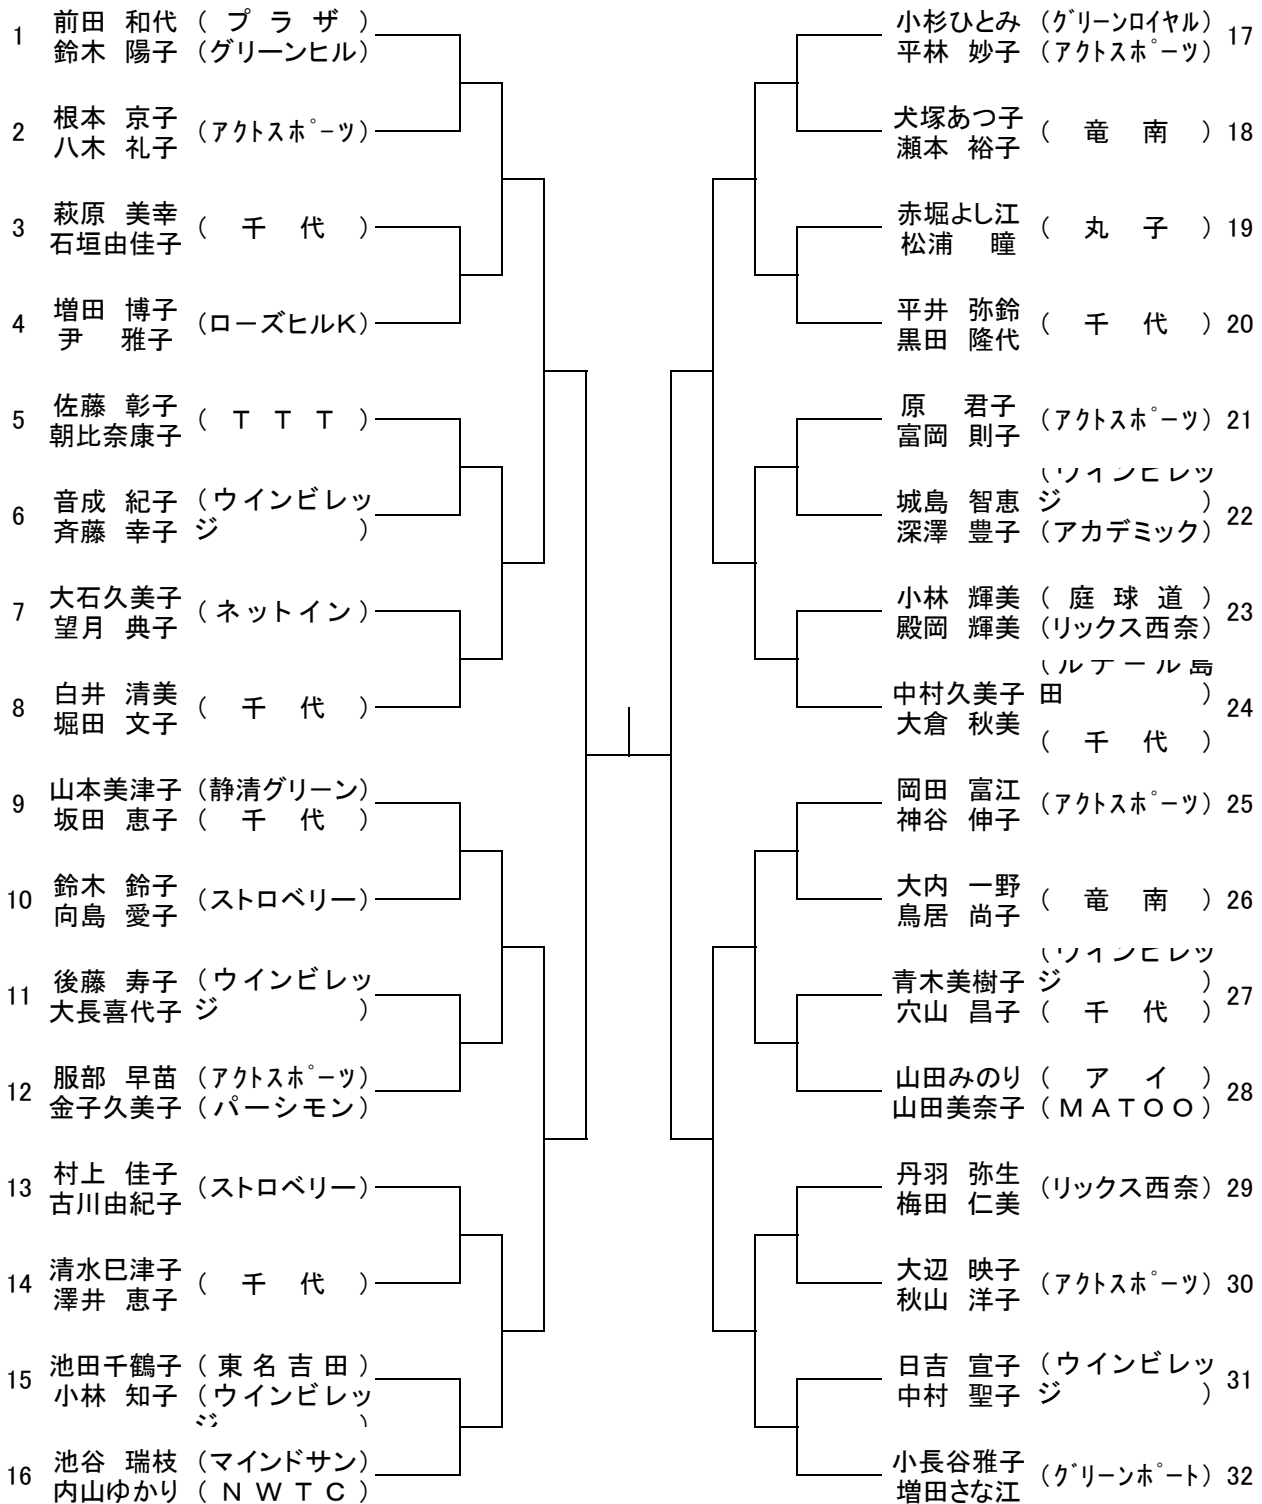 1 前田 和代 (プラザ)
鈴木 陽子 (グリーンヒル)
2 根本 京子 (アクトスポーツ)
八木 礼子
3 萩原 美幸 (千代)
石垣由佳子
4 増田 博子 (ローズヒルK)
尹 雅子
5 佐藤 彰子 (TTT)
朝比奈康子
6 音成 紀子 (ウインビレッ
斉藤 幸子 ジ)
7 大石久美子 (ネットイン)
望月 典子
8 白井 清美 (千代)
堀田 文子
9 山本美津子 (静清グリーン)
坂田 恵子 (千代)
10 鈴木 鈴子 (ストロベリー)
向島 愛子
11 後藤 寿子 (ウインビレッ
大長喜代子 ジ)
12 服部 早苗 (アクトスポーツ)
金子久美子 (パーシモン)
13 村上 佳子 (ストロベリー)
古川由紀子
14 清水巳津子 (千代)
澤井 恵子
15 池田千鶴子 (東名吉田)
小林 知子 (ウインビレッ
ジ)
16 池谷 瑞枝 (マインドサン)
内山ゆかり (NWTC)
小杉ひとみ (グリーンロイヤル) 17
平林 妙子 (アクトスポーツ)
犬塚あつ子 (竜南) 18
瀬本 裕子
赤堀よし江 (丸子) 19
松浦 瞳
平井 弥鈴 (千代) 20
黒田 隆代
原 君子 (アクトスポーツ) 21
富岡 則子
(ウインビレッ
城島 智恵 ジ) 22
深澤 豊子 (アカデミック)
小林 輝美 (庭球道) 23
殿岡 輝美 (リックス西奈)
(ルナール島
中村久美子 田) 24
大倉 秋美
(千代)
岡田 富江 (アクトスポーツ) 25
神谷 伸子
大内 一野 (竜南) 26
鳥居 尚子
(ウインビレッ
青木美樹子 ジ) 27
穴山 昌子 (千代)
山田みのり (アイ) 28
山田美奈子 (MATOO)
丹羽 弥生 (リックス西奈) 29
梅田 仁美
大辺 映子 (アクトスポーツ) 30
秋山 洋子
日吉 宣子 (ウインビレッ 31
中村 聖子 ジ)
小長谷雅子 (グリーンポート) 32
増田さな江